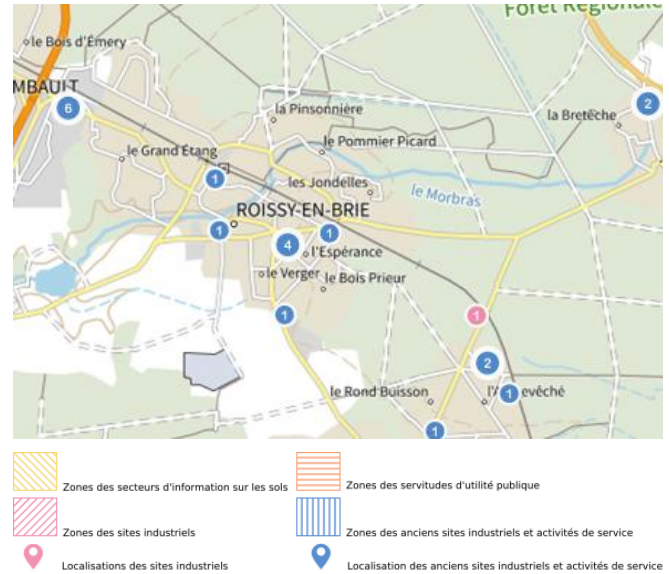 Forêt Régionale
le Bois d'Émery
MBAULT
6
2
la Pinsonnière
la Bretèche
le Pommier Picard
le Grand Étang
1
les Jondelles
le Morbras
ROISSY-EN-BRIE
1
4
1
l'Espérance
le Verger
le Bois Prieur
1
1
2
le Rond Buisson
l'A
1
evêché
1
Zones des secteurs d'information sur les sols
Zones des servitudes d'utilité publique
Zones des sites industriels
Zones des anciens sites industriels et activités de service
Localisations des sites industriels
Localisation des anciens sites industriels et activités de service